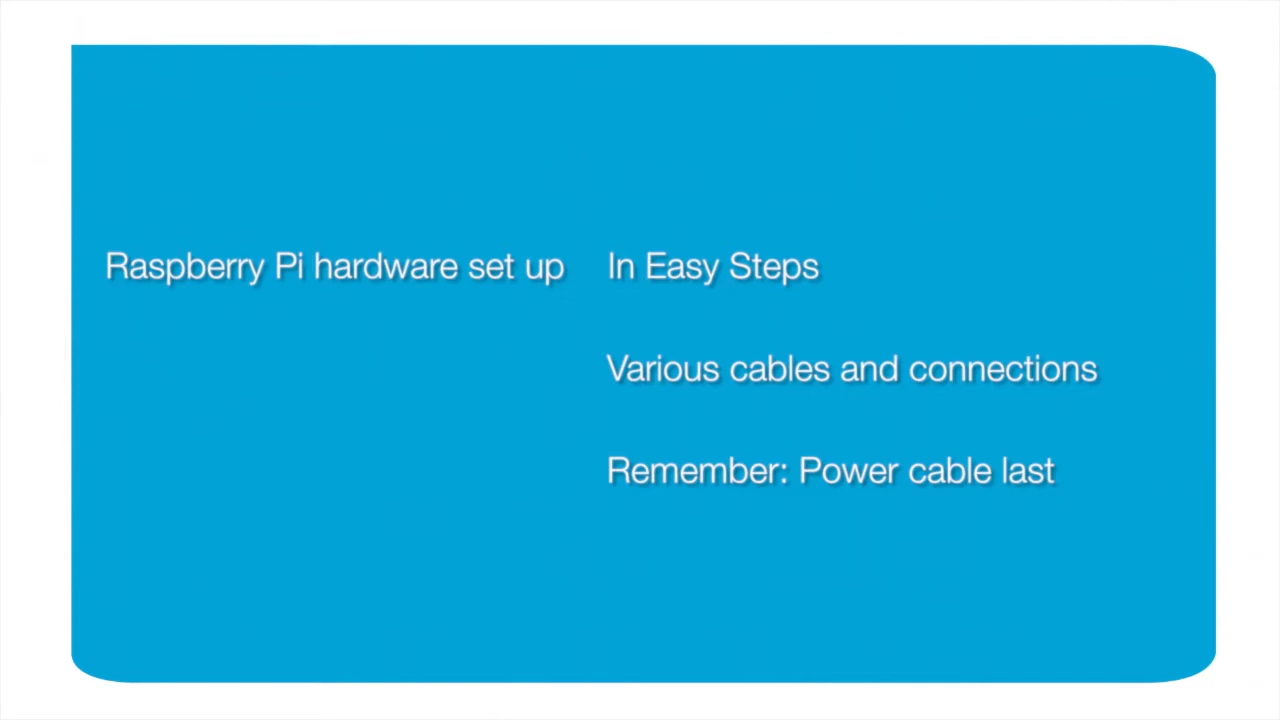 Raspberry Pi hardware set up
In Easy Steps
Various cables and connections
Remember: Power cable last